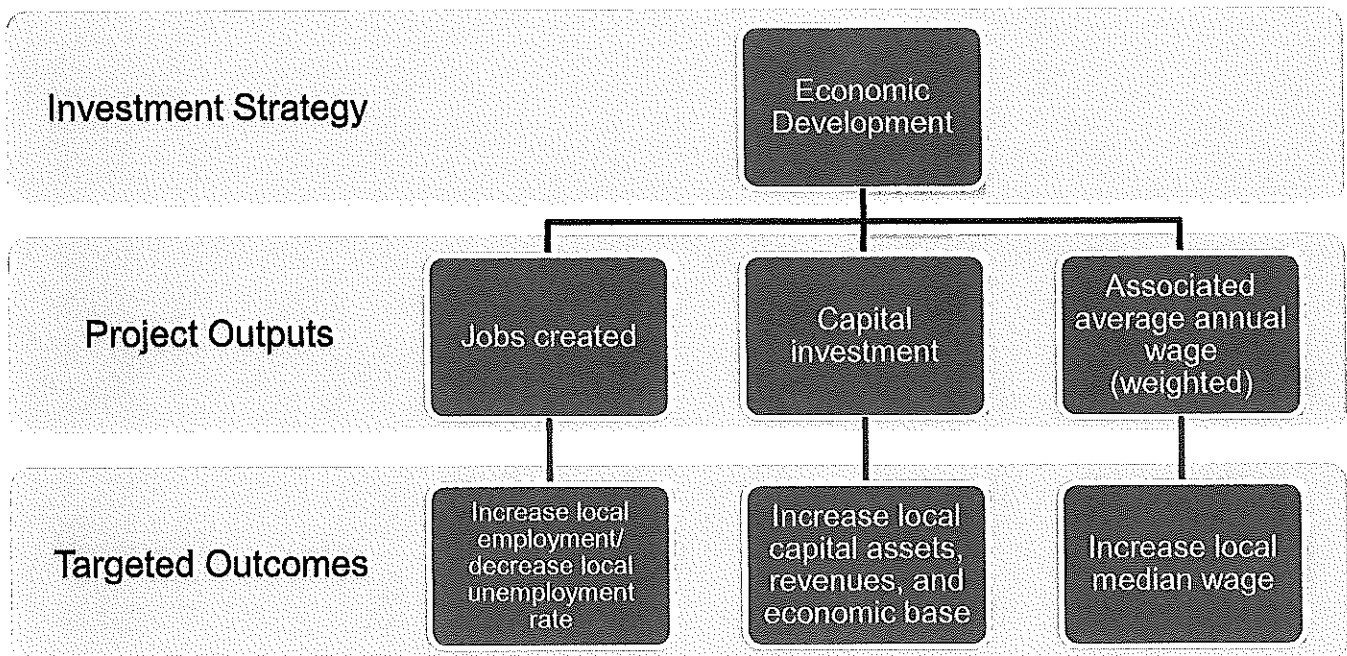 Investment Strategy
Economic
Development
Project Outputs
Jobs created
Capital
investment
Associated
average annual
wage
(weighted)
Targeted Outcomes
Increase local
employment/
decrease local
unemployment
rate
Increase local
capital assets,
revenues, and
economic base
Increase local
median wage